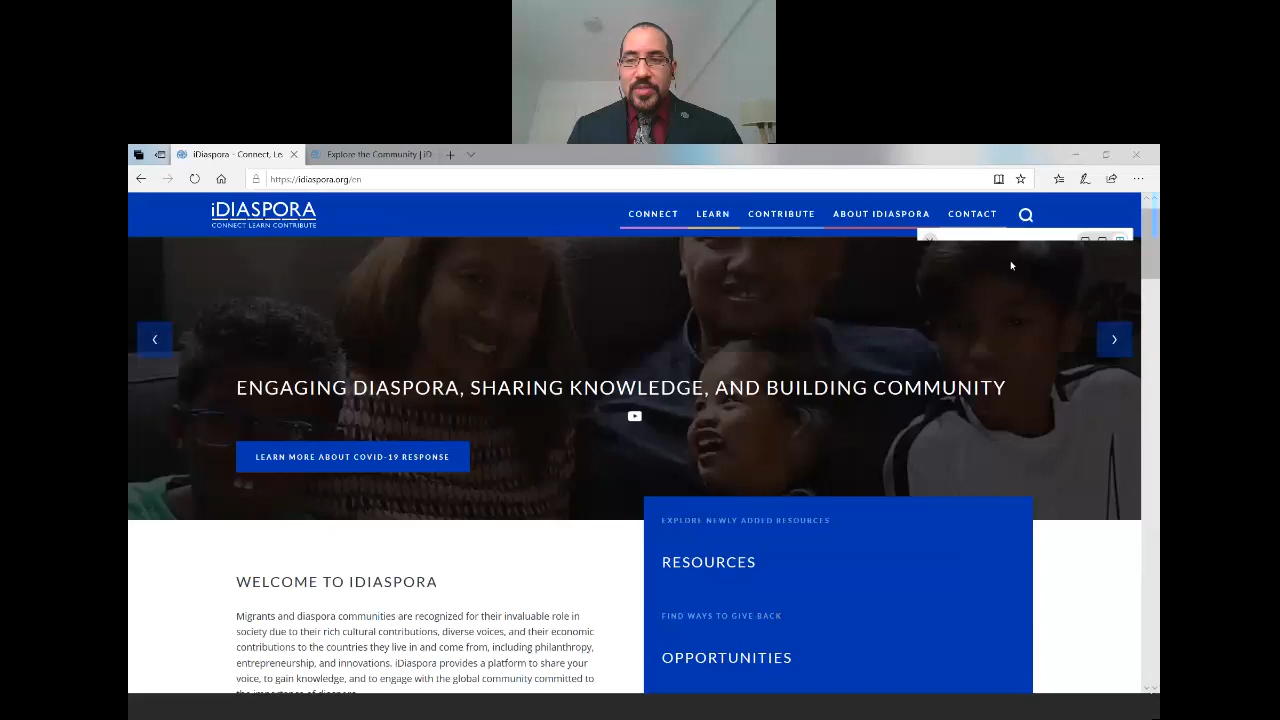 iDiaspora - Connect, Le
Explore the Community | iD
https://idiaspora.org/en
iDIASPORA
CONNECT LEARN CONTRIBUTE
CONNECT
LEARN
CONTRIBUTE
ABOUT IDIASPORA
CONTACT
ENGAGING DIASPORA, SHARING KNOWLEDGE, AND BUILDING COMMUNITY
LEARN MORE ABOUT COVID-19 RESPONSE
EXPLORE NEWLY ADDED RESOURCES
RESOURCES
FIND WAYS TO GIVE BACK
OPPORTUNITIES
WELCOME TO IDIASPORA
Migrants and diaspora communities are recognized for their invaluable role in
society due to their rich cultural contributions, diverse voices, and their economic
contributions to the countries they live in and come from, including philanthropy,
entrepreneurship, and innovations. iDiaspora provides a platform to share your
voice, to gain knowledge, and to engage with the global community committed to